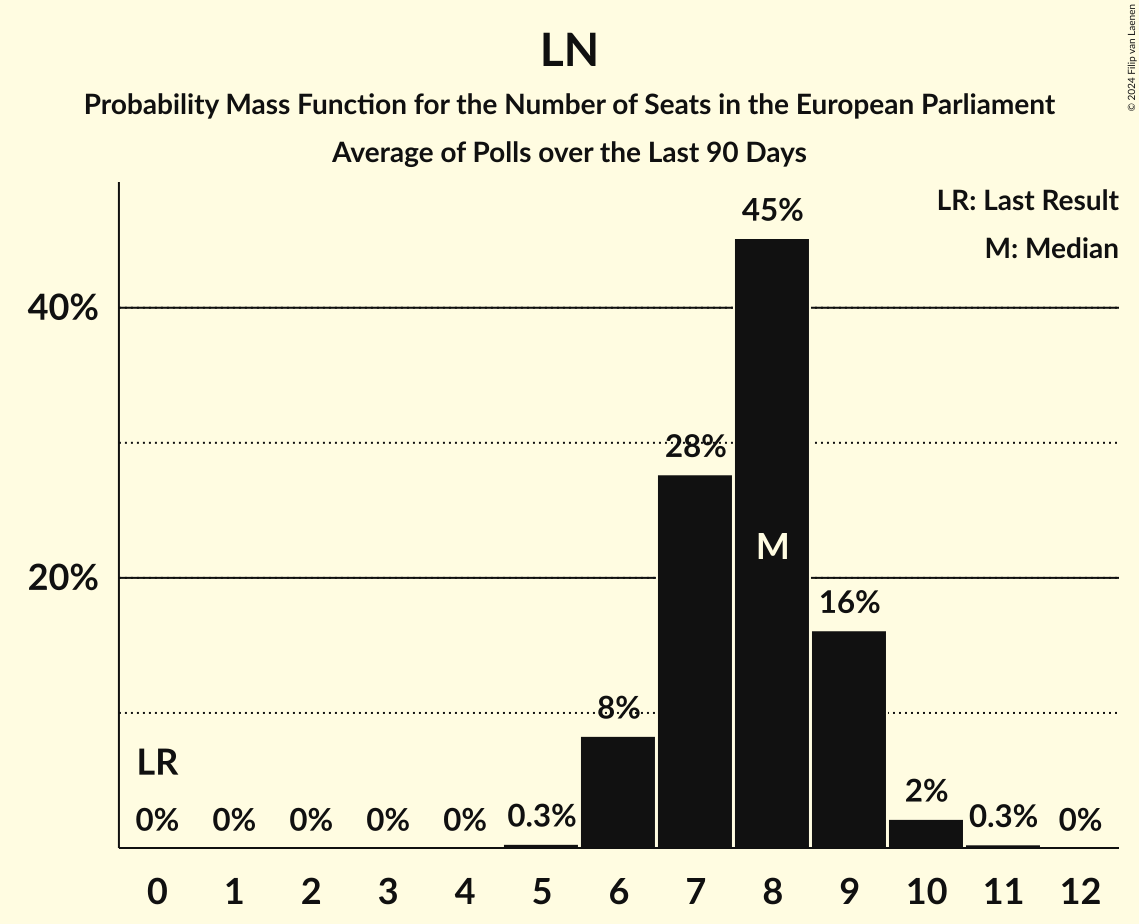 LN
Probability Mass Function for the Number of Seats in the European Parliament
Average of Polls over the Last 90 Days
© 2024 Filip van Laenen
LR: Last Result
M: Median
45%
40%
28%
M
20%
16%
8%
LR
2%
0% 0% 0% 0% 0% 0.3% 0.3% 0%
0 1 2 3 4 5 6 7 8 9 10 11 12